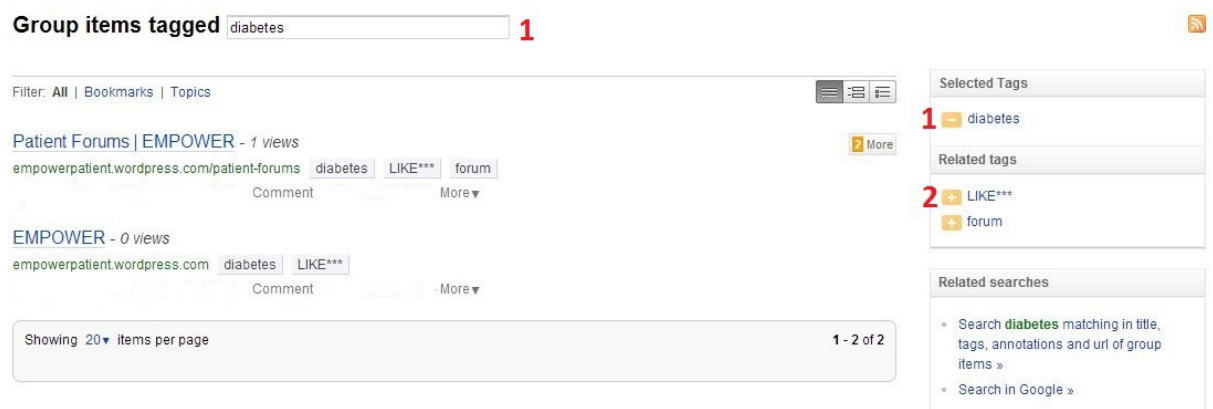 Group items tagged diabetes 1
Filter: All | Bookmarks | Topics
Patient Forums | EMPOWER - 1 views
2 More
empowerpatient.wordpress.com/patient-forums diabetes LIKE*** forum
Comment More▾
EMPOWER - 0 views
empowerpatient.wordpress.com diabetes LIKE***
Comment · More▾
Showing 20▾ items per page 1 - 2 of 2
Selected Tags
1 − diabetes
Related tags
2 + LIKE***
+ forum
Related searches
Search diabetes matching in title,
tags, annotations and url of group
items »
Search in Google »